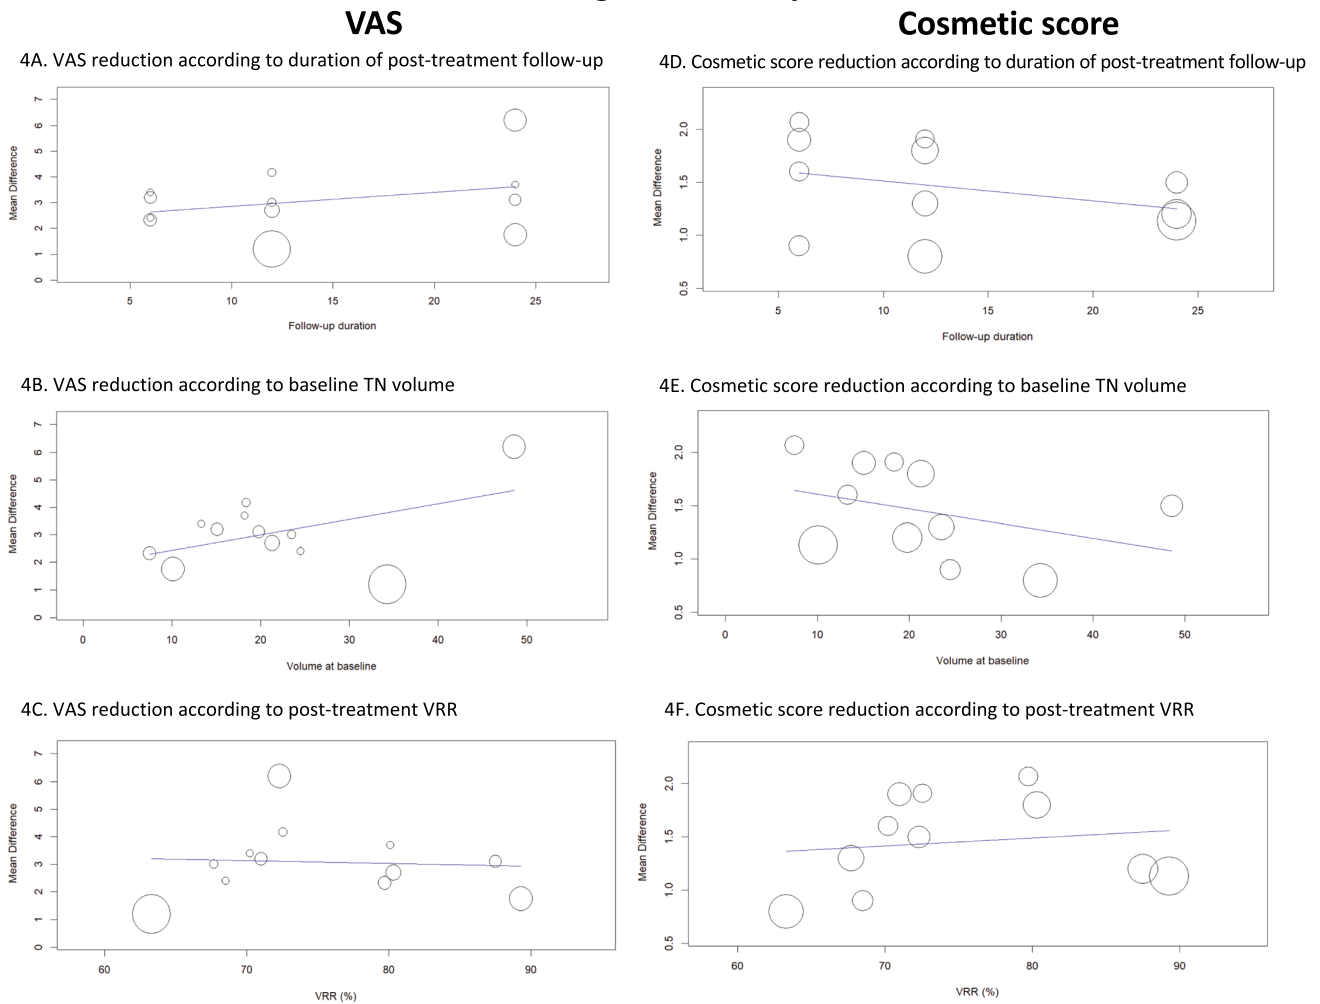 VAS
Cosmetic score
4A. VAS reduction according to duration of post-treatment follow-up
Mean Difference
7
6
5
4
3
2
1
0
5 10 15 20 25
Follow-up duration
4D. Cosmetic score reduction according to duration of post-treatment follow-up
Mean Difference
2.0
1.5
1.0
0.5
5 10 15 20 25
Follow-up duration
4B. VAS reduction according to baseline TN volume
Mean Difference
7
6
5
4
3
2
1
0
0 10 20 30 40 50
Volume at baseline
4E. Cosmetic score reduction according to baseline TN volume
Mean Difference
2.0
1.5
1.0
0.5
0 10 20 30 40 50
Volume at baseline
4C. VAS reduction according to post-treatment VRR
Mean Difference
7
6
5
4
3
2
1
0
60 70 80 90
VRR (%)
4F. Cosmetic score reduction according to post-treatment VRR
Mean Difference
2.0
1.5
1.0
0.5
60 70 80 90
VRR (%)